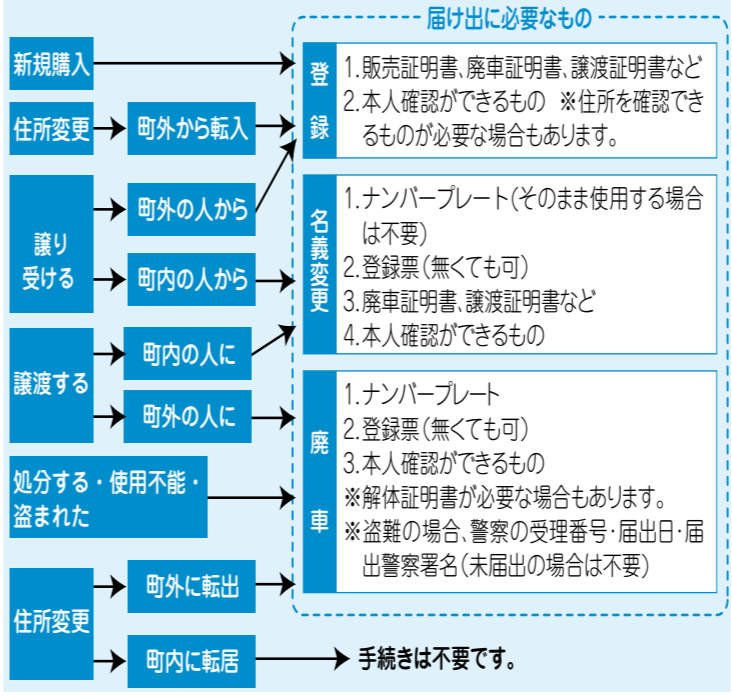 届け出に必要なもの
新規購入
住所変更
町外から転入
譲り
受ける
町外の人から
町内の人から
譲渡する
町内の人に
町外の人に
処分する・使用不能・
盗まれた
住所変更
町外に転出
町内に転居
手続きは不要です。
登録
1.販売証明書、廃車証明書、譲渡証明書など
2.本人確認ができるもの ※住所を確認でき
るものが必要な場合もあります。
名義変更
1.ナンバープレート(そのまま使用する場合
は不要)
2.登録票(無くても可)
3.廃車証明書、譲渡証明書など
4.本人確認ができるもの
廃車
1.ナンバープレート
2.登録票(無くても可)
3.本人確認ができるもの
※解体証明書が必要な場合もあります。
※盗難の場合、警察の受理番号・届出日・届
出警察署名(未届出の場合は不要)